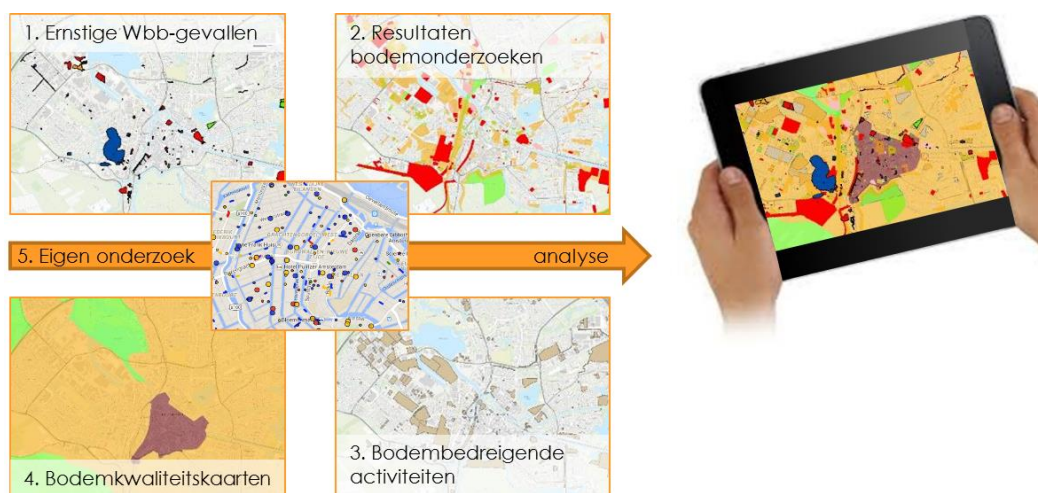 1. Ernstige Wbb-gevallen
2. Resultaten
bodemonderzoeken
5. Eigen onderzoek
analyse
4. Bodemkwaliteitskaarten
3. Bodembedreigende
activiteiten